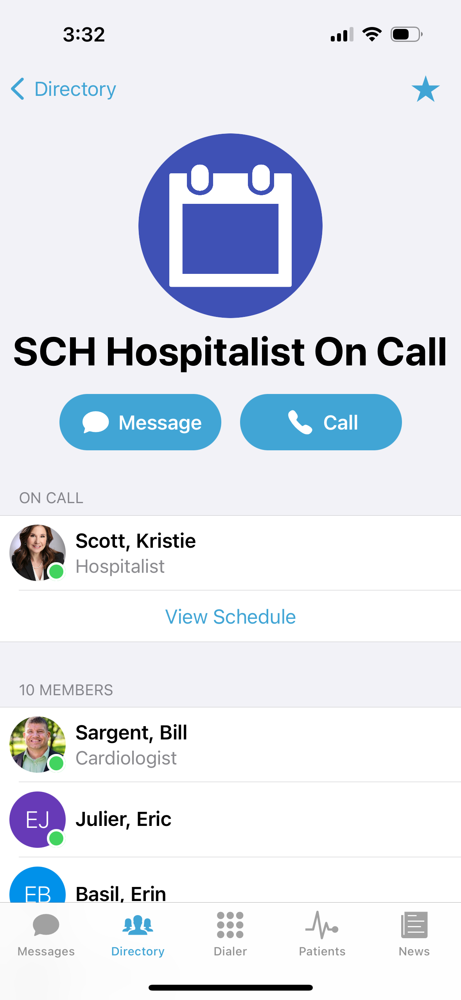 3:32
Directory
SCH Hospitalist On Call
Message
Call
ON CALL
Scott, Kristie
Hospitalist
View Schedule
10 MEMBERS
Sargent, Bill
Cardiologist
EJ
Julier, Eric
EB
Basil, Erin
Messages
Directory
Dialer
Patients
News